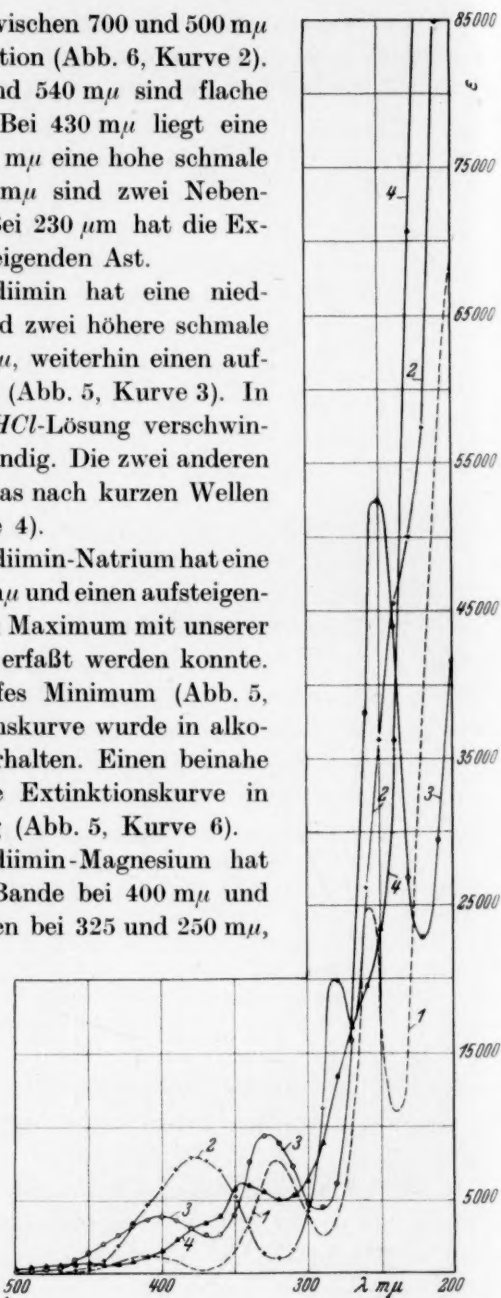 wischen 700 und 500 mμ
tion (Abb. 6, Kurve 2).
nd 540 mμ sind flache
Bei 430 mμ liegt eine
mμ eine hohe schmale
mμ sind zwei Neben-
Bei 230 μm hat die Ex-
eigenden Ast.
diimin hat eine nied-
d zwei höhere schmale
μ, weiterhin einen auf-
(Abb. 5, Kurve 3). In
HCl-Lösung verschwin-
ndig. Die zwei anderen
as nach kurzen Wellen
e 4).
diimin-Natrium hat eine
mμ und einen aufsteigen-
Maximum mit unserer
erfaßt werden konnte.
fes Minimum (Abb. 5,
nskurve wurde in alko-
rhalten. Einen beinahe
e Extinktionskurve in
g (Abb. 5, Kurve 6).
diimin-Magnesium hat
Bande bei 400 mμ und
en bei 325 und 250 mμ,
85000
ε
75000
65000
55000
45000
35000
25000
15000
5000
4
2
3
2
4
1
2
3
3
4
1
500
400
300
λ mμ
200